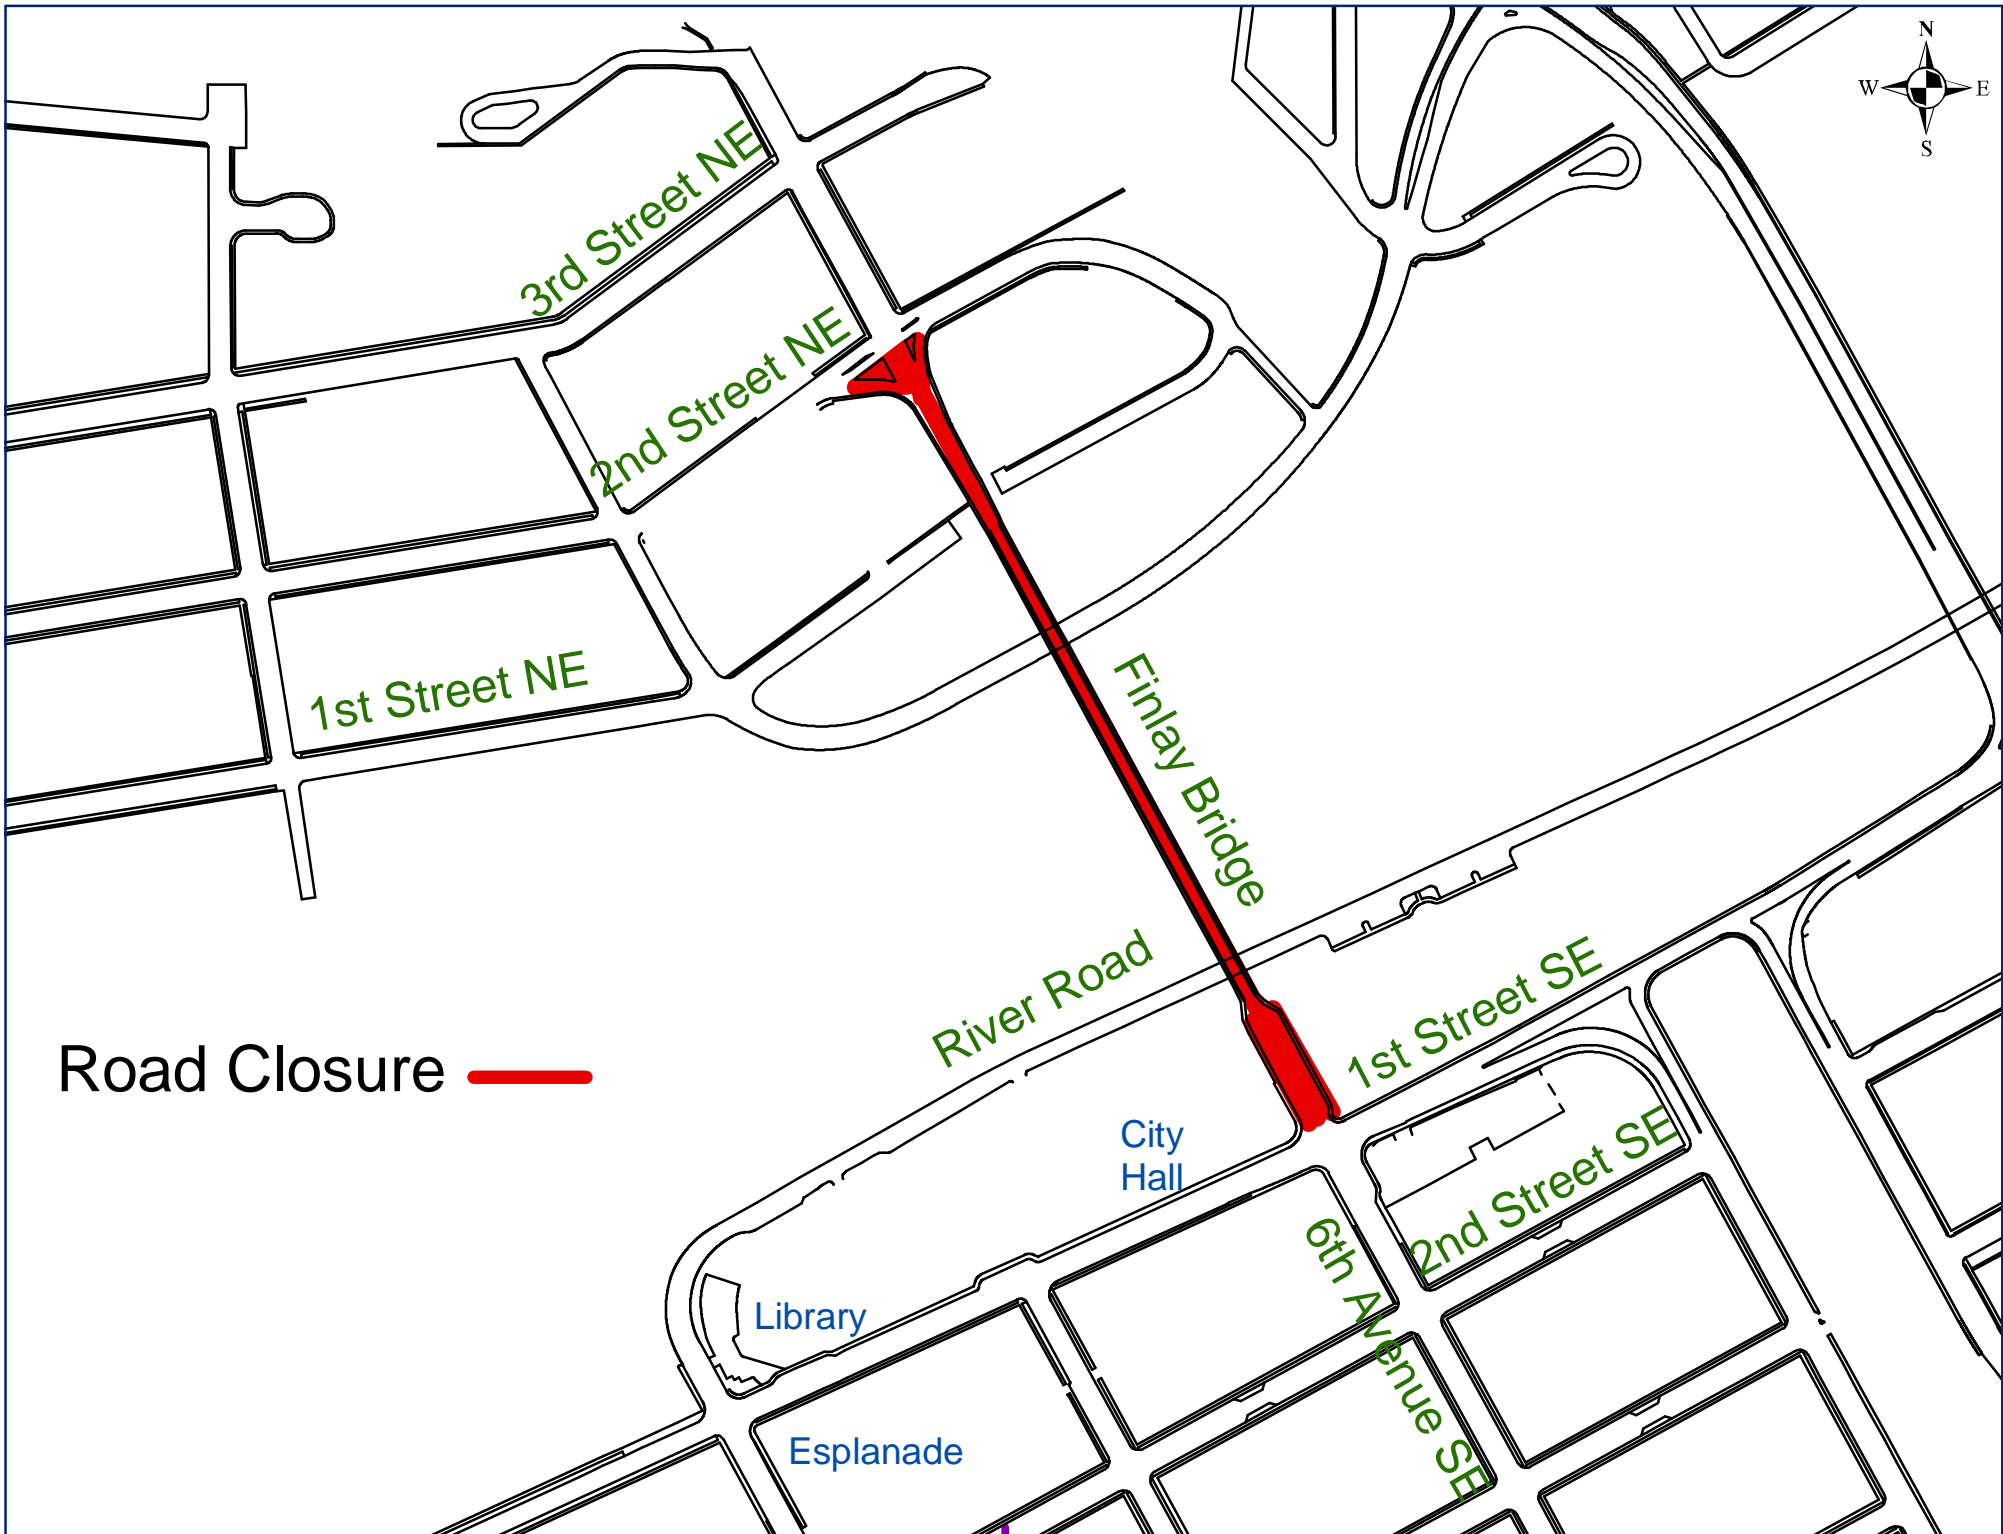 N
W E
S
3rd Street NE
2nd Street NE
1st Street NE
Finlay Bridge
River Road
1st Street SE
Road Closure
City
Hall
2nd Street SE
6th Avenue SE
Library
Esplanade